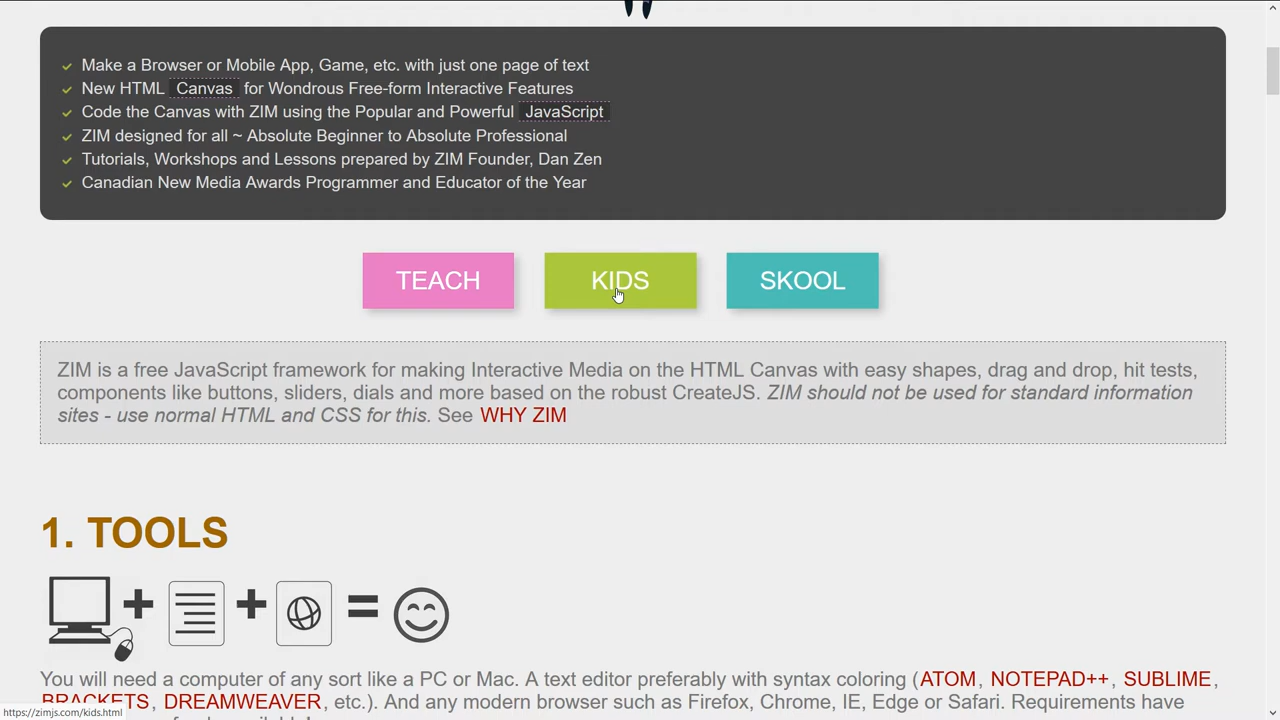 Make a Browser or Mobile App, Game, etc. with just one page of text
New HTML Canvas for Wondrous Free-form Interactive Features
Code the Canvas with ZIM using the Popular and Powerful JavaScript
ZIM designed for all ~ Absolute Beginner to Absolute Professional
Tutorials, Workshops and Lessons prepared by ZIM Founder, Dan Zen
Canadian New Media Awards Programmer and Educator of the Year
TEACH KIDS SKOOL
ZIM is a free JavaScript framework for making Interactive Media on the HTML Canvas with easy shapes, drag and drop, hit tests,
components like buttons, sliders, dials and more based on the robust CreateJS. ZIM should not be used for standard information
sites - use normal HTML and CSS for this. See WHY ZIM
1. TOOLS
You will need a computer of any sort like a PC or Mac. A text editor preferably with syntax coloring (ATOM, NOTEPAD++, SUBLIME,
BRACKETS, DREAMWEAVER, etc.). And any modern browser such as Firefox, Chrome, IE, Edge or Safari. Requirements have
https://zimjs.com/kids.html